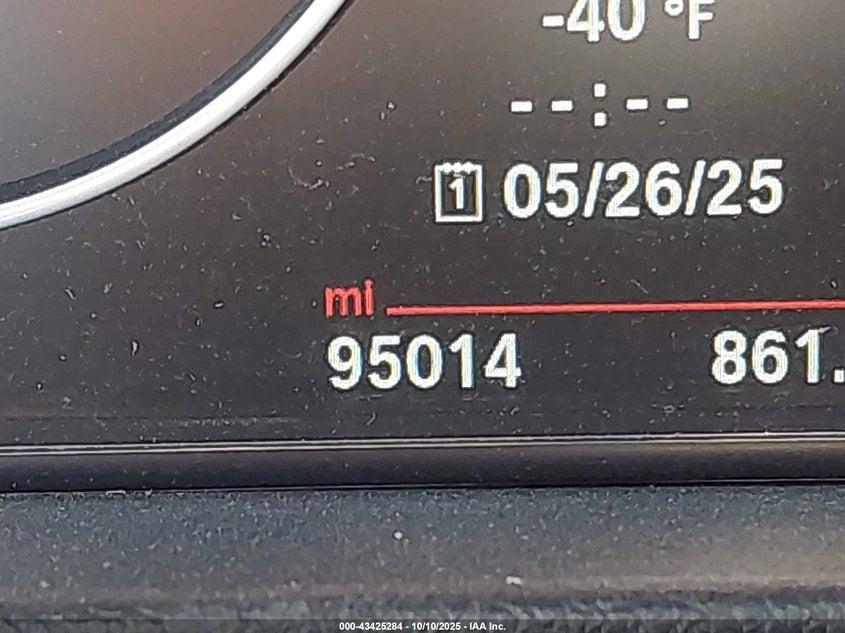 -40 °F
--:--
1 05/26/25
mi
95014 861.
000-43425284 - 10/10/2025 - IAA Inc.